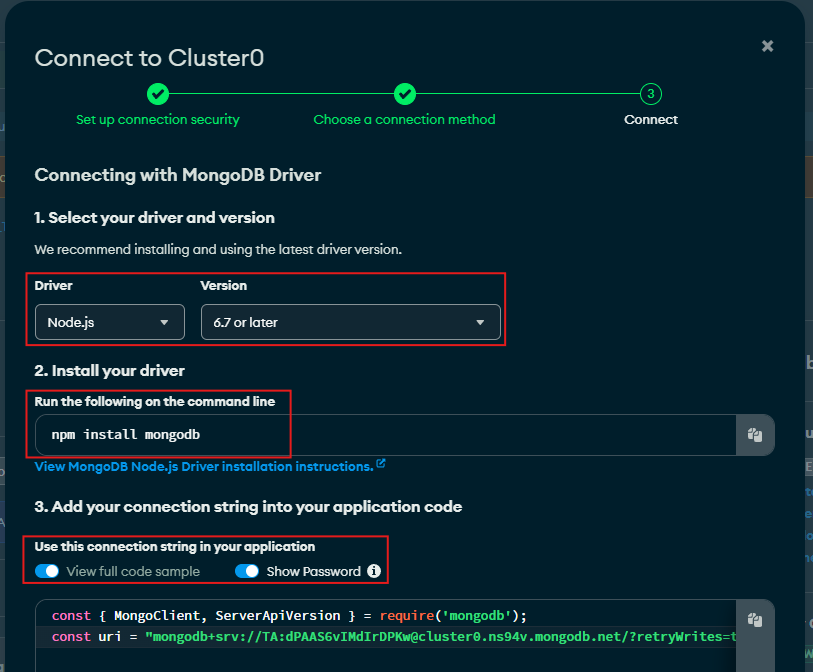 Connect to Cluster0
Set up connection security
Choose a connection method
3
Connect
Connecting with MongoDB Driver
1. Select your driver and version
We recommend installing and using the latest driver version.
Driver Version
Node.js 6.7 or later
2. Install your driver
Run the following on the command line
npm install mongodb
View MongoDB Node.js Driver installation instructions.
3. Add your connection string into your application code
Use this connection string in your application
View full code sample Show Password
const { MongoClient, ServerApiVersion } = require('mongodb');
const uri = "mongodb+srv://TA:dPAASGvIMdIrDPKw@cluster0.ns94v.mongodb.net/?retryWrites=t